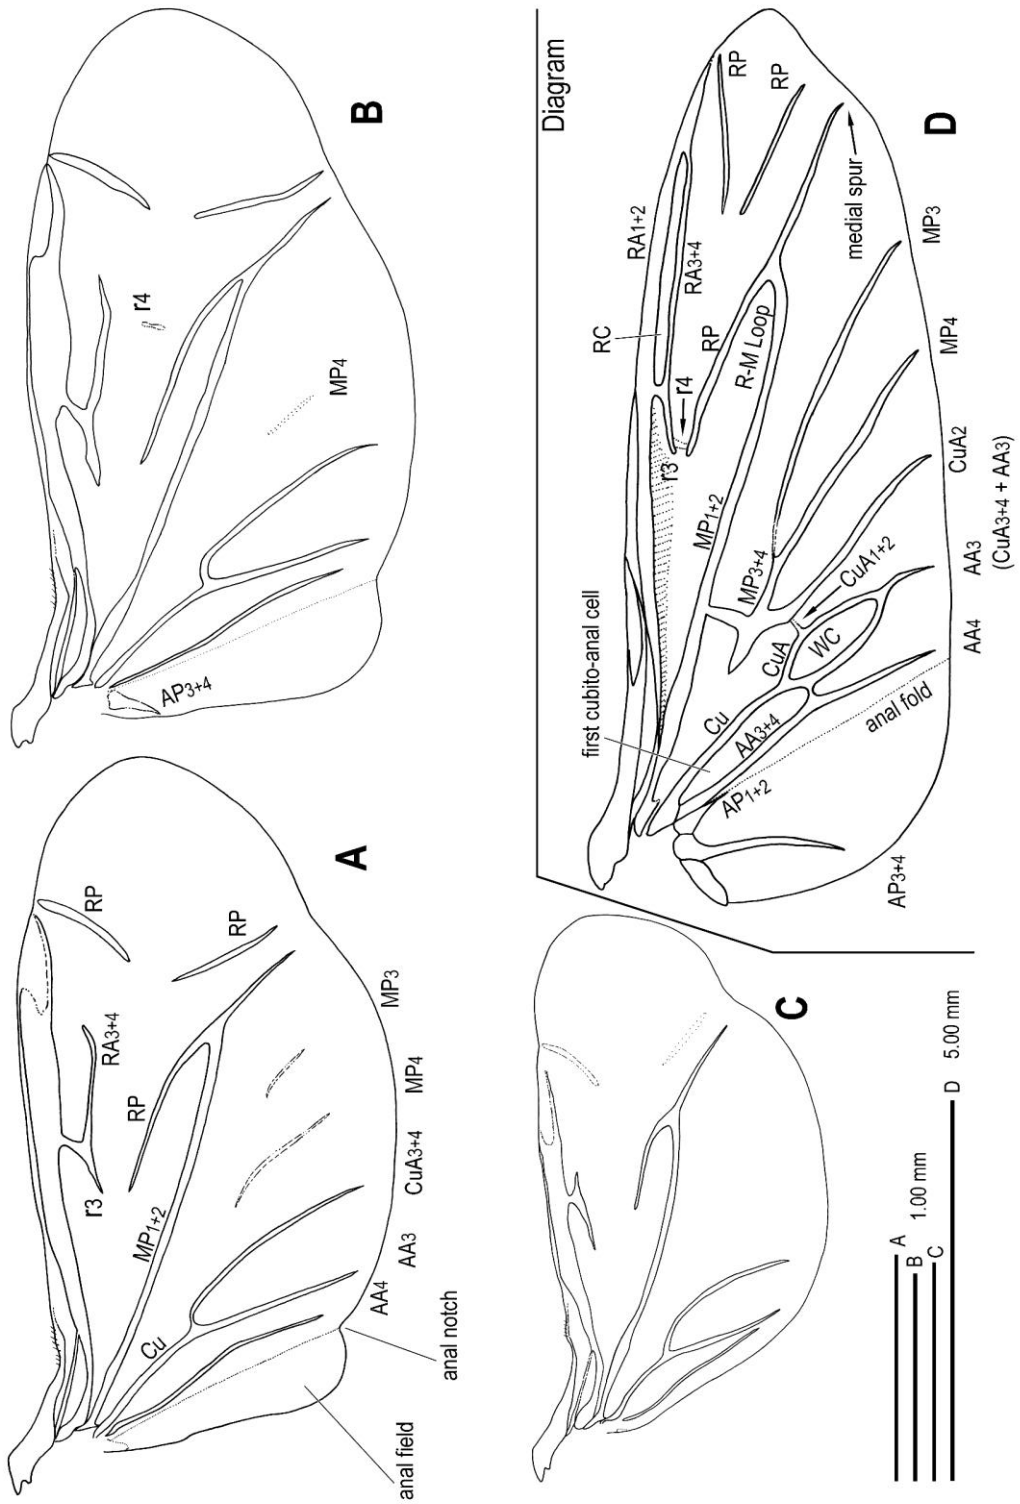 B
r4
MP4
AP3+4
A
RP
RP
RA3+4
r3
RP
MP1+2
Cu
MP3
MP4
CuA3+4
AA3
AA4
anal notch
anal field
Diagram
D
RP
RP
RA1+2
RA3+4
RC
RP
r4
r3
R-M Loop
medial spur
MP3
MP4
MP1+2
MP3+4
CuA2
AA3
(CuA3+4 + AA3)
AA4
CuA1+2
CuA
WC
first cubito-anal cell
Cu
AA3+4
anal fold
AP1+2
AP3+4
C
A
B 1.00 mm
C
D 5.00 mm